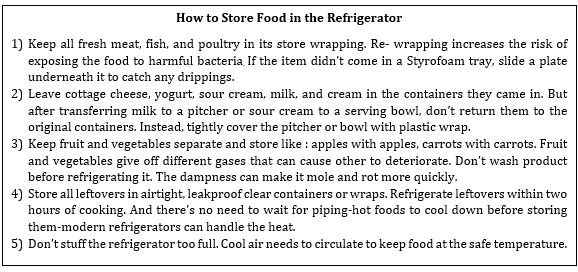 How to Store Food in the Refrigerator
1) Keep all fresh meat, fish, and poultry in its store wrapping. Re- wrapping increases the risk of
exposing the food to harmful bacteria. If the item didn't come in a Styrofoam tray, slide a plate
underneath it to catch any drippings.
2) Leave cottage cheese, yogurt, sour cream, milk, and cream in the containers they came in. But
after transferring milk to a pitcher or sour cream to a serving bowl, don't return them to the
original containers. Instead, tightly cover the pitcher or bowl with plastic wrap.
3) Keep fruit and vegetables separate and store like : apples with apples, carrots with carrots. Fruit
and vegetables give off different gases that can cause other to deteriorate. Don't wash product
before refrigerating it. The dampness can make it mole and rot more quickly.
4) Store all leftovers in airtight, leakproof clear containers or wraps. Refrigerate leftovers within two
hours of cooking. And there's no need to wait for piping-hot foods to cool down before storing
them-modern refrigerators can handle the heat.
5) Don't stuff the refrigerator too full. Cool air needs to circulate to keep food at the safe temperature.